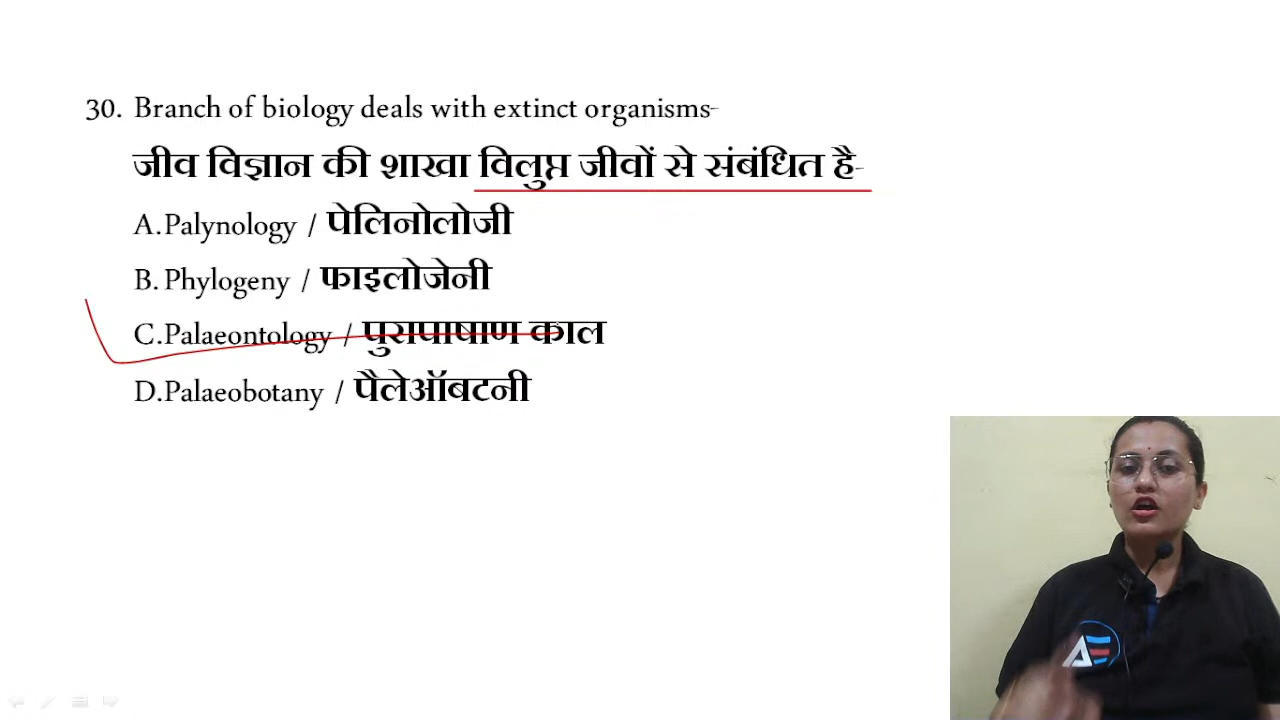 30. Branch of biology deals with extinct organisms-
जीव विज्ञान की शाखा विलुप्त जीवों से संबंधित है-
A.Palynology / पेलिनोलोजी
B. Phylogeny / फाइलोजेनी
C.Palaeontology / पुरापाषाण काल
D.Palaeobotany / पैलेऑबटनी